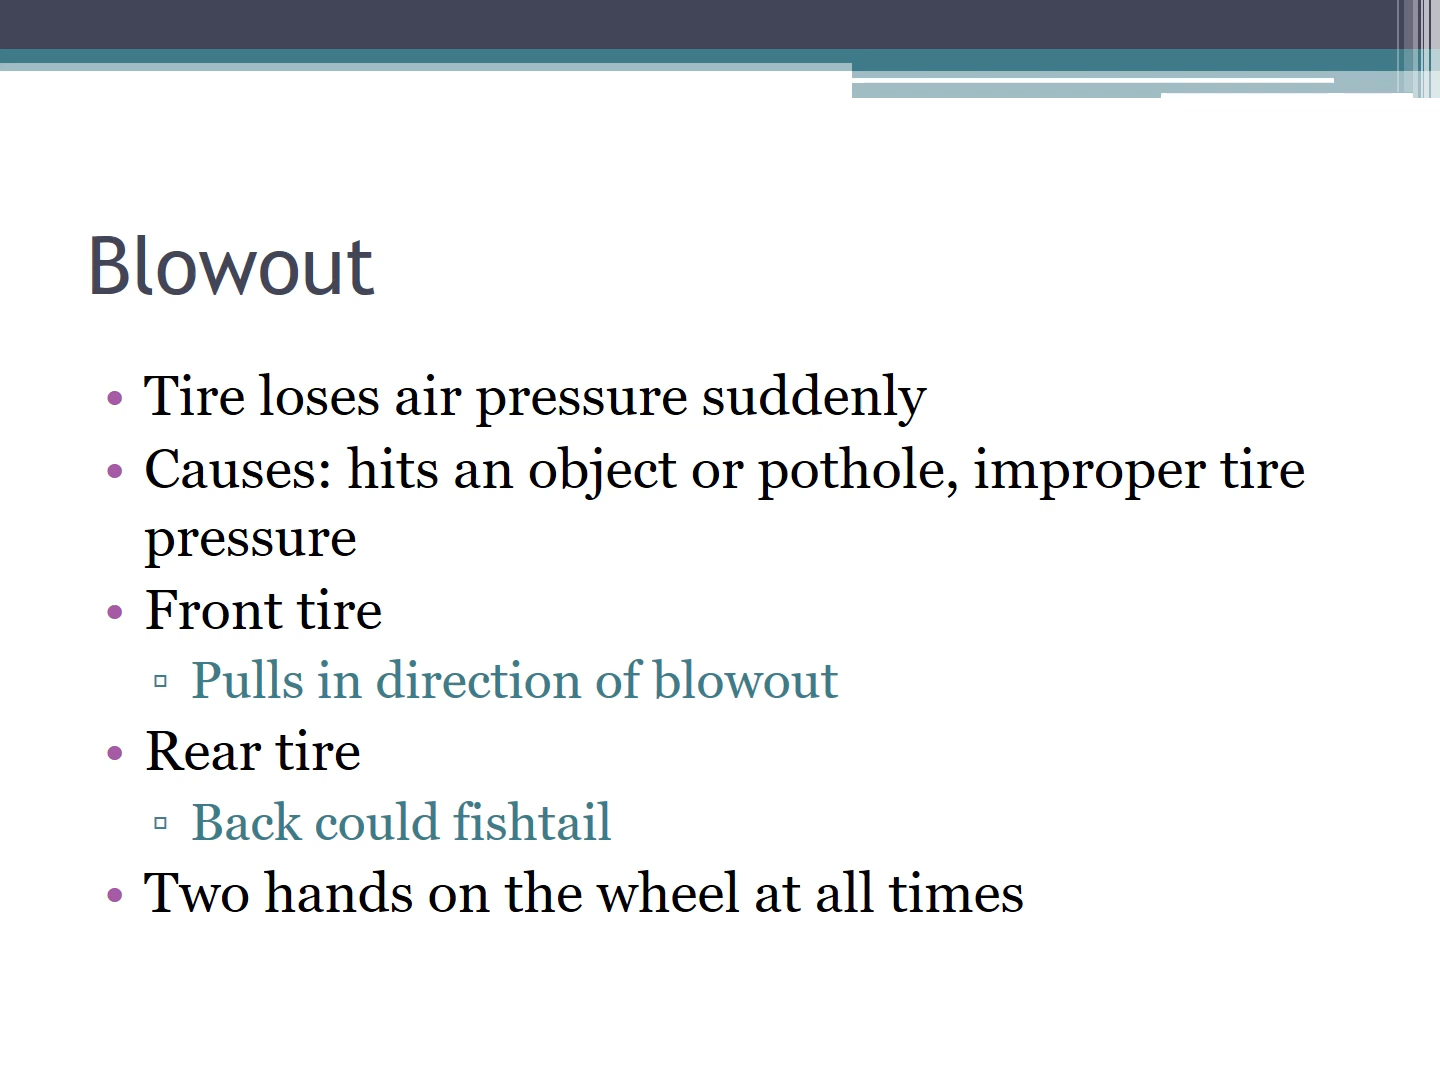 Blowout
• Tire loses air pressure suddenly
• Causes: hits an object or pothole, improper tire
pressure
• Front tire
▫ Pulls in direction of blowout
• Rear tire
▫ Back could fishtail
• Two hands on the wheel at all times